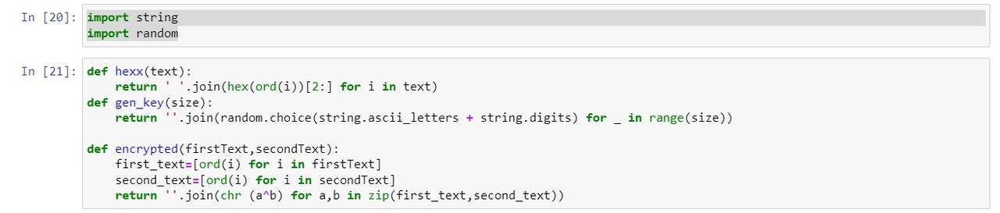 In [20]: import string
import random
In [21]: def hexx(text):
    return ' '.join(hex(ord(i))[2:] for i in text)
def gen_key(size):
    return ''.join(random.choice(string.ascii_letters + string.digits) for _ in range(size))
def encrypted(firstText,secondText):
    first_text=[ord(i) for i in firstText]
    second_text=[ord(i) for i in secondText]
    return ''.join(chr (a^b) for a,b in zip(first_text,second_text))